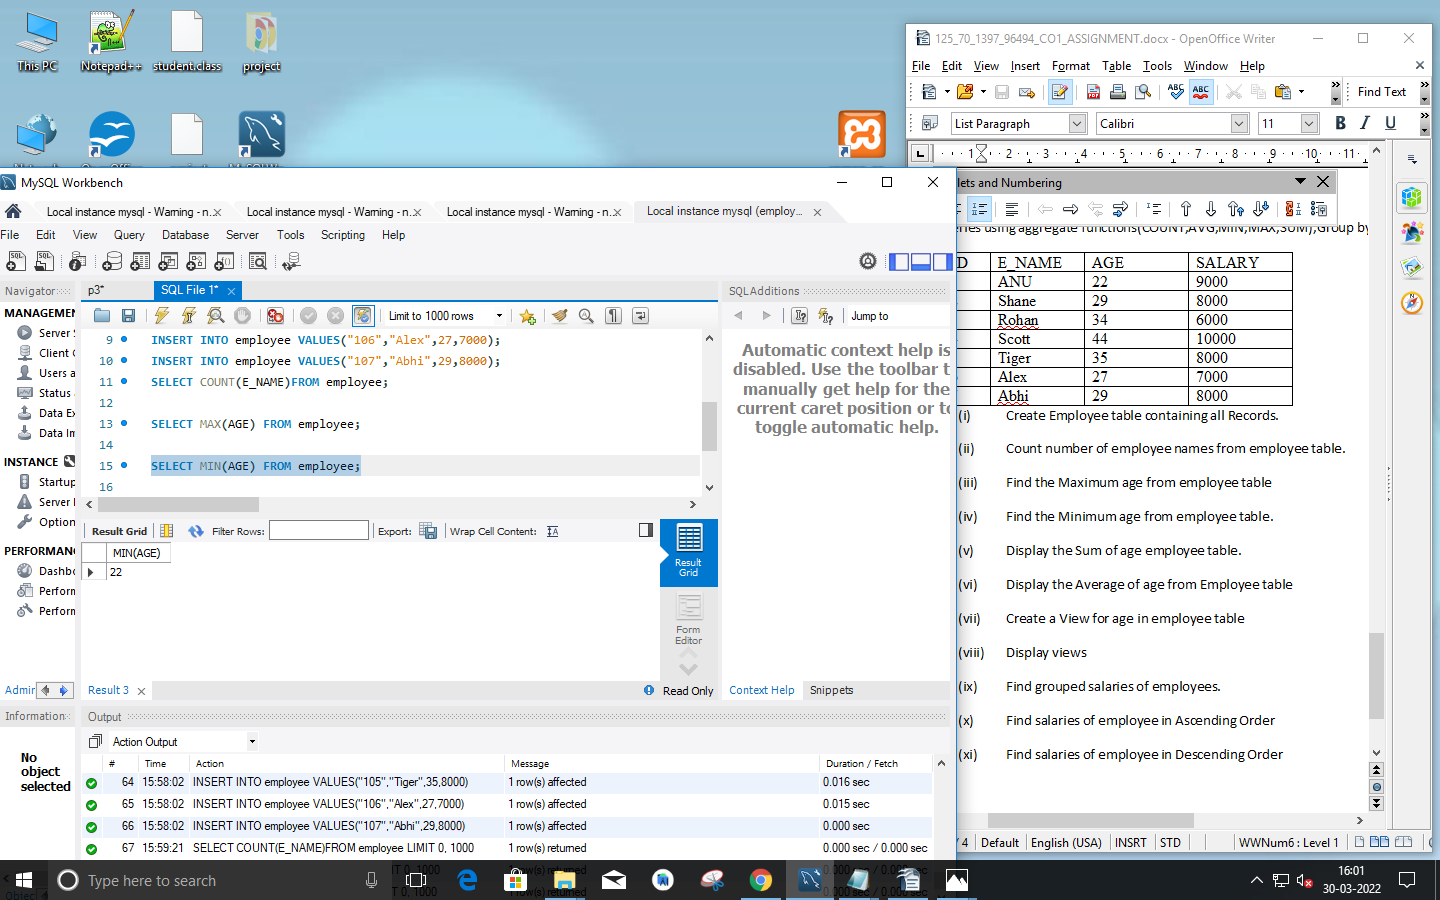 This PC
Notepad++
student.class
project
125_70_1397_96494_CO1_ASSIGNMENT.docx - OpenOffice Writer
File Edit View Insert Format Table Tools Window Help
Find Text
List Paragraph Calibri 11 B I U
1 2 3 4 5 6 7 8 9 10 11
lets and Numbering
eries using aggregate functions(COUNT,AVG,MIN,MAX,SUM),Group by
D E_NAME AGE SALARY
ANU 22 9000
Shane 29 8000
Rohan 34 6000
Scott 44 10000
Tiger 35 8000
Alex 27 7000
Abhi 29 8000
(i) Create Employee table containing all Records.
(ii) Count number of employee names from employee table.
(iii) Find the Maximum age from employee table
(iv) Find the Minimum age from employee table.
(v) Display the Sum of age employee table.
(vi) Display the Average of age from Employee table
(vii) Create a View for age in employee table
(viii) Display views
(ix) Find grouped salaries of employees.
(x) Find salaries of employee in Ascending Order
(xi) Find salaries of employee in Descending Order
/ 4 Default English (USA) INSRT STD WWNum6 : Level 1
MySQL Workbench
Local instance mysql - Warning - n... Local instance mysql - Warning - n... Local instance mysql - Warning - n... Local instance mysql (employ...
File Edit View Query Database Server Tools Scripting Help
Navigator
MANAGEMEN
Server S
Client C
Users a
Status
Data Ex
Data Im
INSTANCE
Startup
Server L
Option
PERFORMANC
Dashbo
Perform
Perform
Admir
Information
No
object
selected
p3* SQL File 1*
Limit to 1000 rows
9 INSERT INTO employee VALUES("106","Alex",27,7000);
10 INSERT INTO employee VALUES("107","Abhi",29,8000);
11 SELECT COUNT(E_NAME)FROM employee;
12
13 SELECT MAX(AGE) FROM employee;
14
15 SELECT MIN(AGE) FROM employee;
16
Result Grid Filter Rows: Export: Wrap Cell Content:
MIN(AGE)
22
Result
Grid
Form
Editor
Result 3
Read Only
SQLAdditions
Jump to
Automatic context help is
disabled. Use the toolbar t
manually get help for the
current caret position or to
toggle automatic help.
Context Help Snippets
Output
Action Output
# Time Action Message Duration / Fetch
64 15:58:02 INSERT INTO employee VALUES("105","Tiger",35,8000) 1 row(s) affected 0.016 sec
65 15:58:02 INSERT INTO employee VALUES("106","Alex",27,7000) 1 row(s) affected 0.015 sec
66 15:58:02 INSERT INTO employee VALUES("107","Abhi",29,8000) 1 row(s) affected 0.000 sec
67 15:59:21 SELECT COUNT(E_NAME)FROM employee LIMIT 0, 1000 1 row(s) returned 0.000 sec / 0.000 sec
Type here to search
16:01
30-03-2022